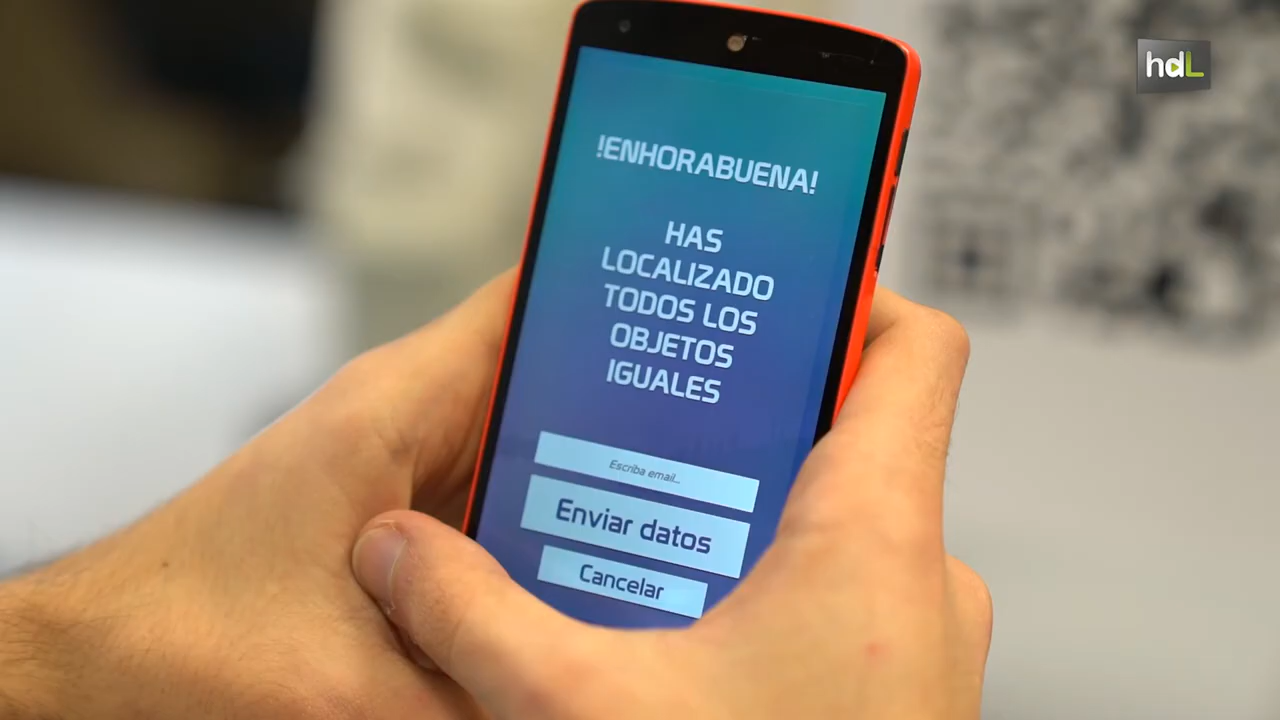 hdL
!ENHORABUENA!
HAS
LOCALIZADO
TODOS LOS
OBJETOS
IGUALES
Escriba email...
Enviar datos
Cancelar